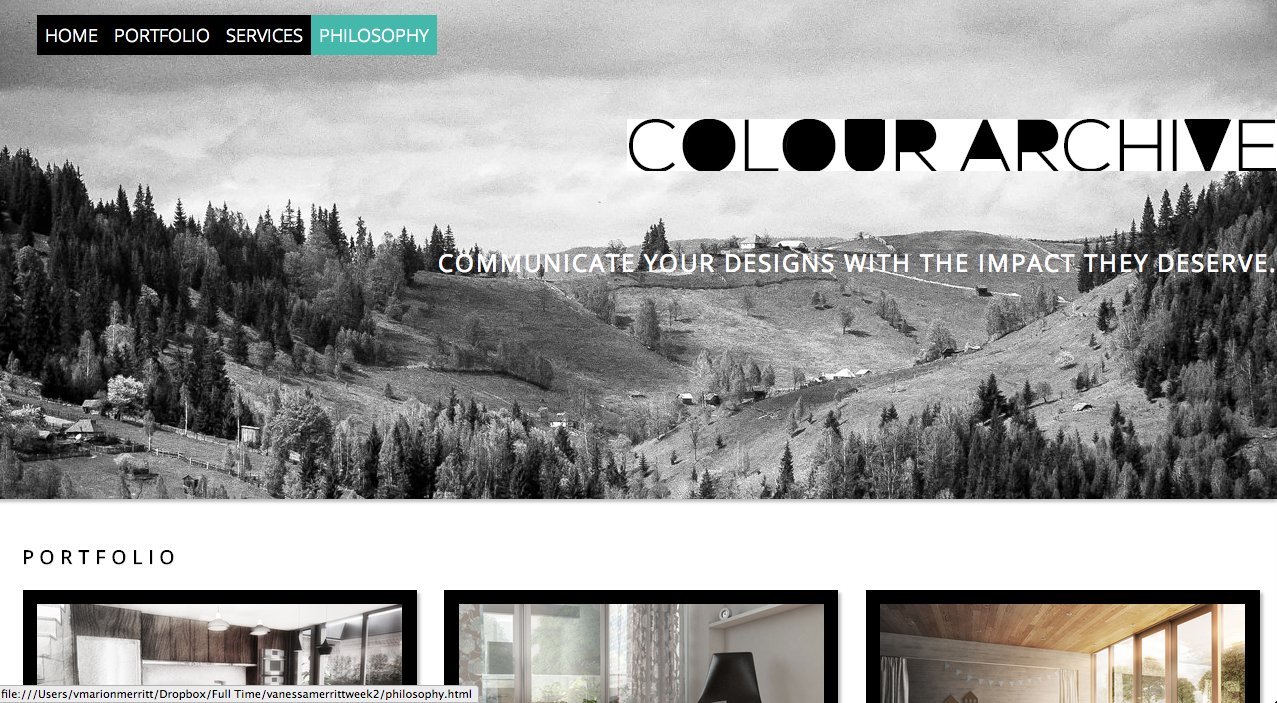 HOME PORTFOLIO SERVICES PHILOSOPHY
COLOUR ARCHIVE
COMMUNICATE YOUR DESIGNS WITH THE IMPACT THEY DESERVE.
PORTFOLIO
file:///Users/vmarionmerritt/Dropbox/Full Time/vanessamerrittweek2/philosophy.html